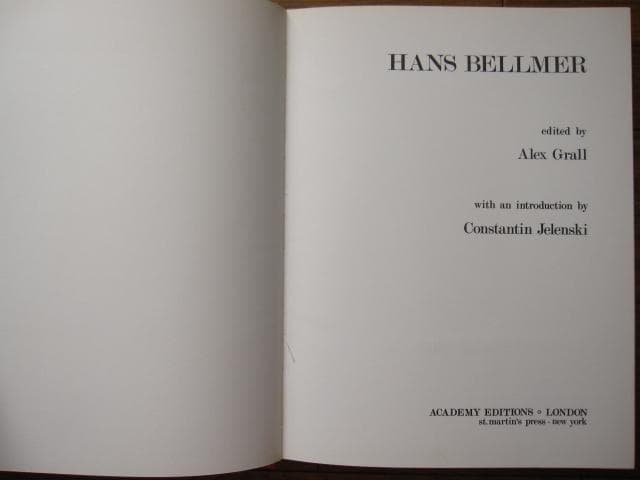 HANS BELLMER
edited by
Alex Grall
with an introduction by
Constantin Jelenski
ACADEMY EDITIONS ◦ LONDON
st. martin's press - new york